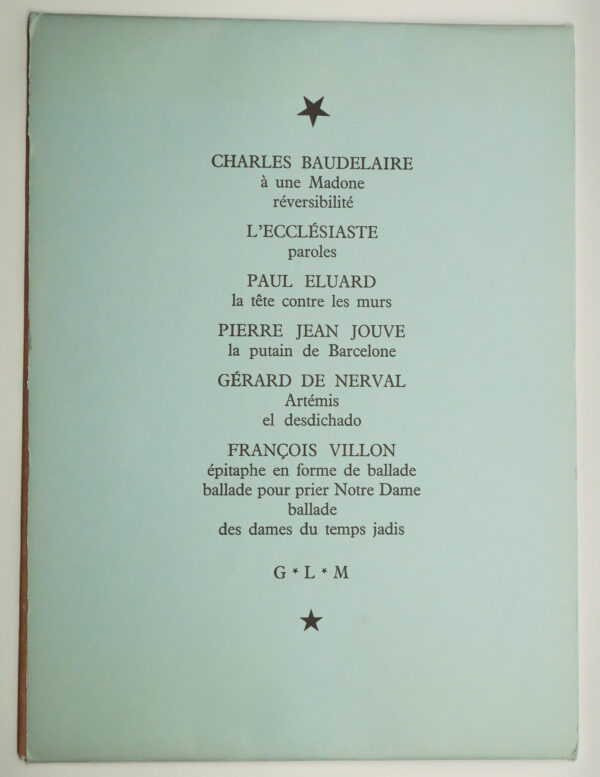 CHARLES BAUDELAIRE
à une Madone
réversibilité
L'ECCLÉSIASTE
paroles
PAUL ELUARD
la tête contre les murs
PIERRE JEAN JOUVE
la putain de Barcelone
GÉRARD DE NERVAL
Artémis
el desdichado
FRANÇOIS VILLON
épitaphe en forme de ballade
ballade pour prier Notre Dame
ballade
des dames du temps jadis
G * L * M